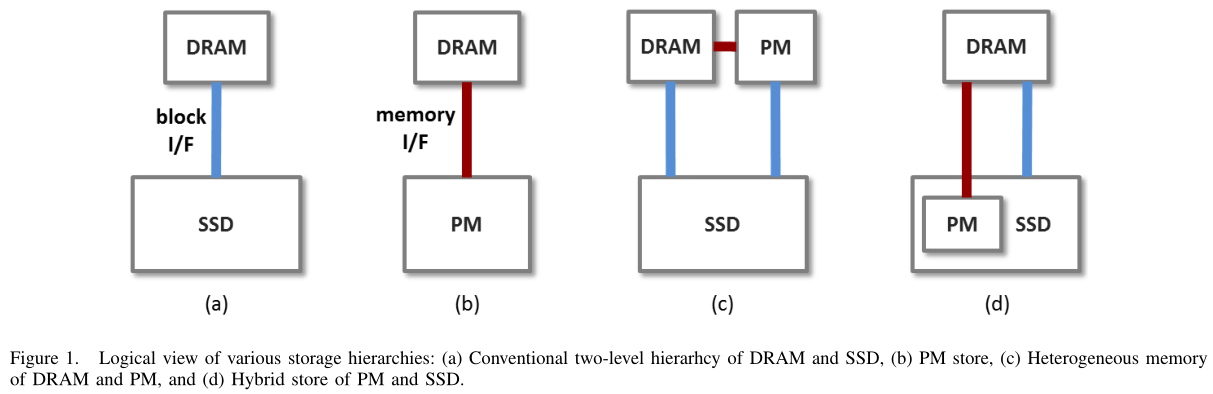 DRAM
block
I/F
SSD
(a)
DRAM
memory
I/F
PM
(b)
DRAM
PM
SSD
(c)
DRAM
PM
SSD
(d)
Figure 1. Logical view of various storage hierarchies: (a) Conventional two-level hierarhcy of DRAM and SSD, (b) PM store, (c) Heterogeneous memory
of DRAM and PM, and (d) Hybrid store of PM and SSD.